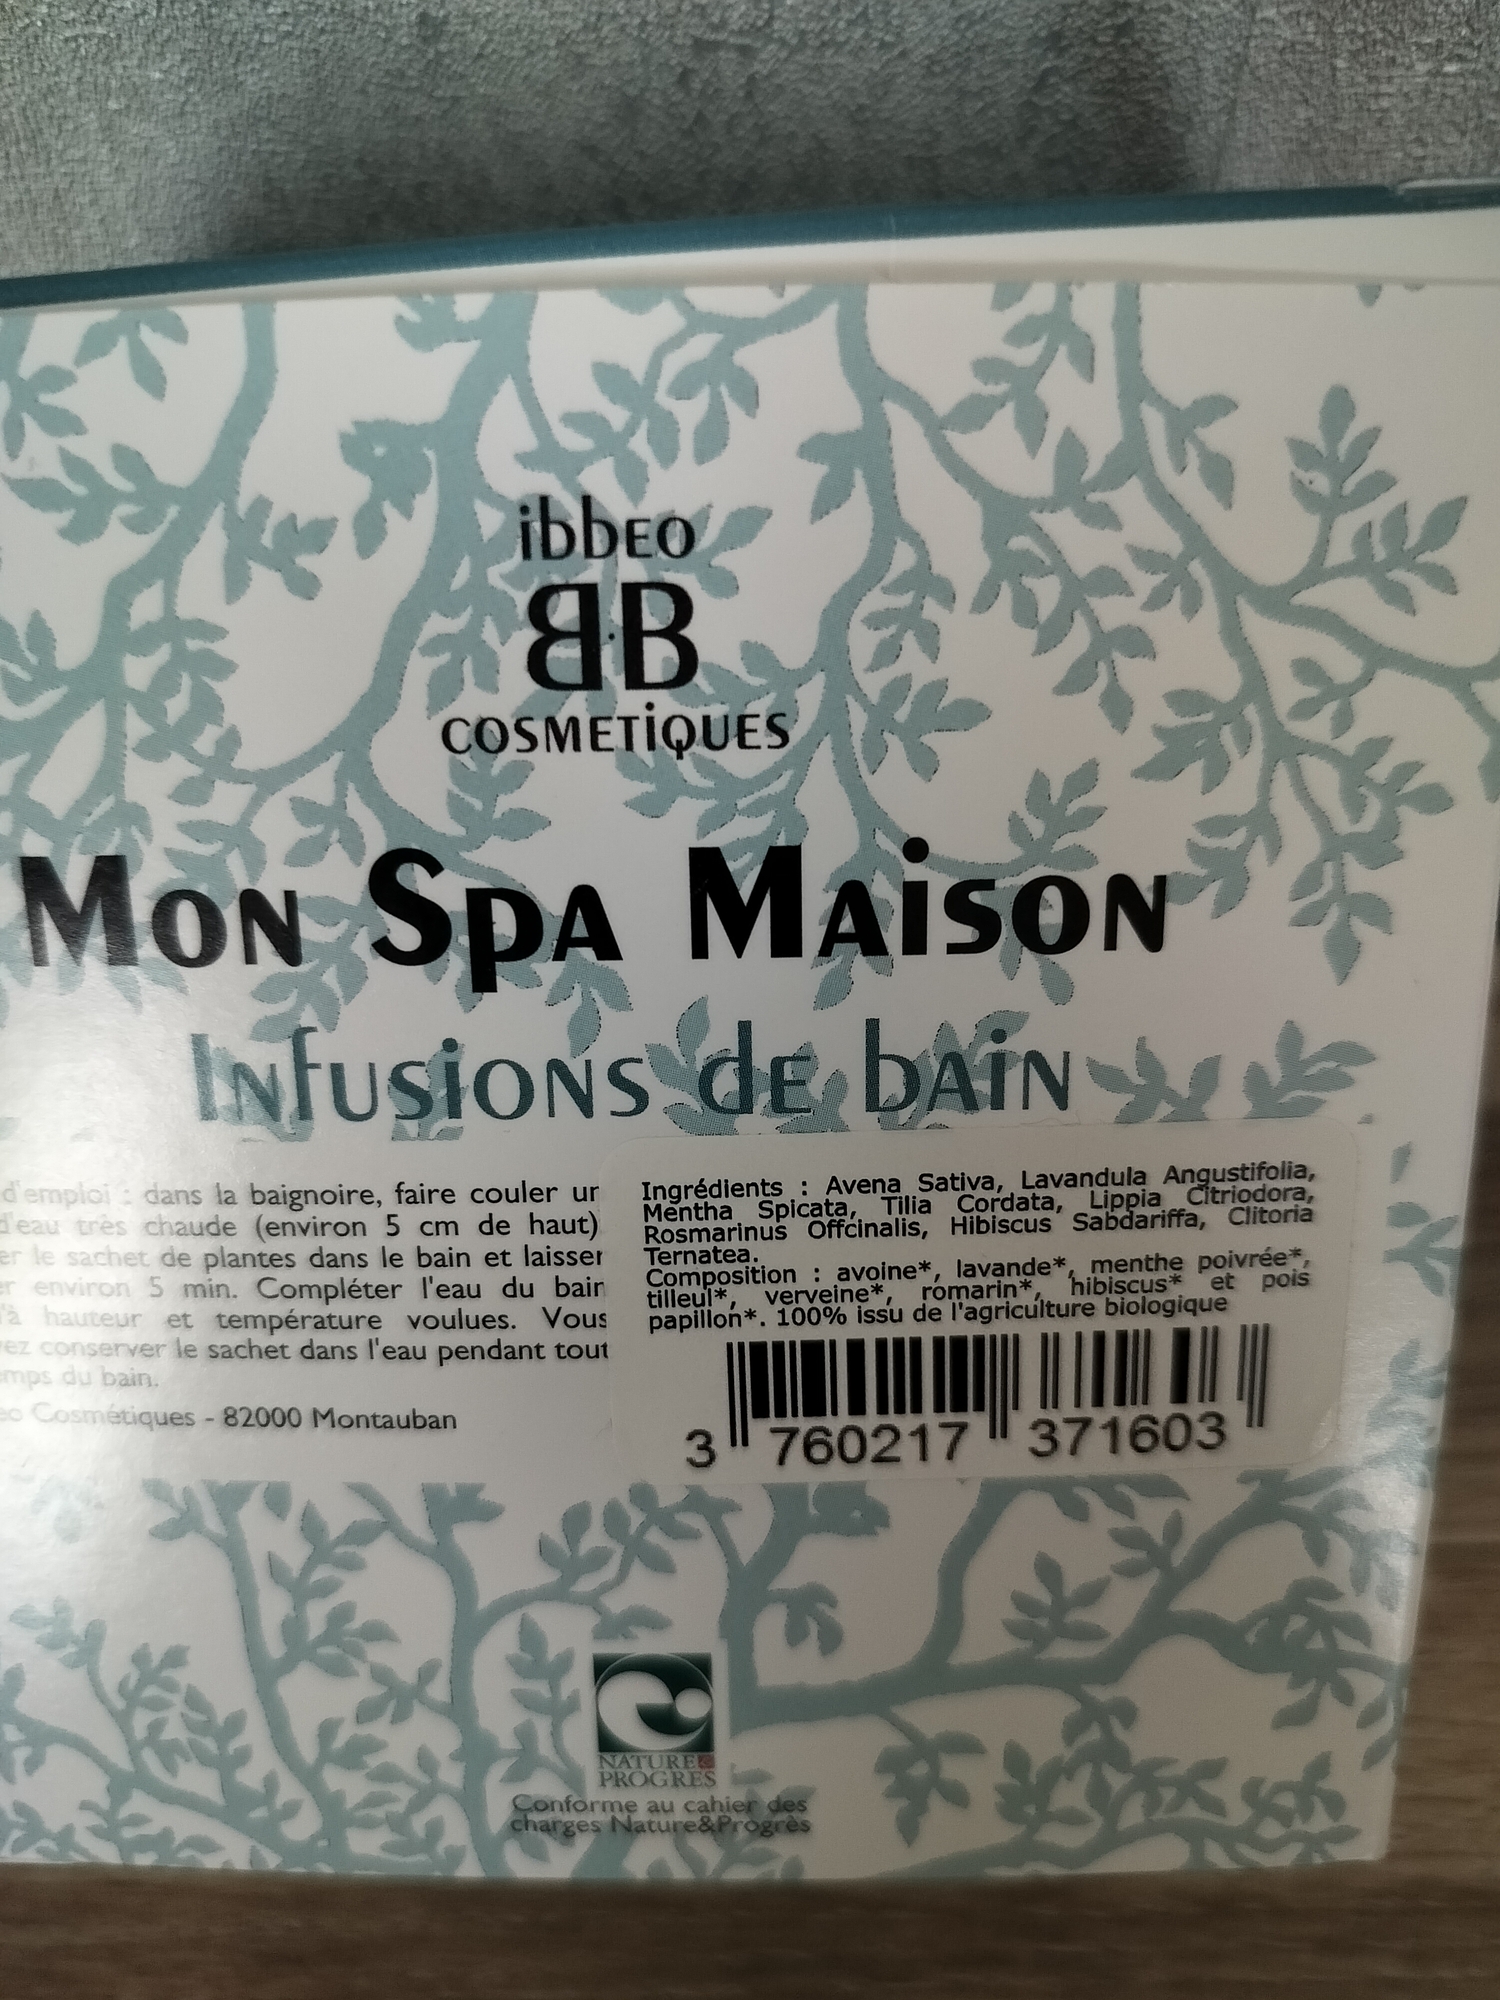 ibbEO
BB
COSMETiQUES
MON SpA MAiSON
INfUSiONS dE bAiN
d'emploi : dans la baignoire, faire couler un
d'eau très chaude (environ 5 cm de haut)
er le sachet de plantes dans le bain et laisser
er environ 5 min. Compléter l'eau du bain
'à hauteur et température voulues. Vous
ez conserver le sachet dans l'eau pendant tout
mps du bain.
eo Cosmétiques - 82000 Montauban
Ingrédients : Avena Sativa, Lavandula Angustifolia,
Mentha Spicata, Tilia Cordata, Lippia Citriodora,
Rosmarinus Offcinalis, Hibiscus Sabdariffa, Clitoria
Ternatea.
Composition : avoine*, lavande*, menthe poivrée*,
tilleul*, verveine*, romarin*, hibiscus* et pois
papillon*. 100% issu de l'agriculture biologique
3 760217 371603
NATURE&
PROGRES
Conforme au cahier des
charges Nature&Progrès